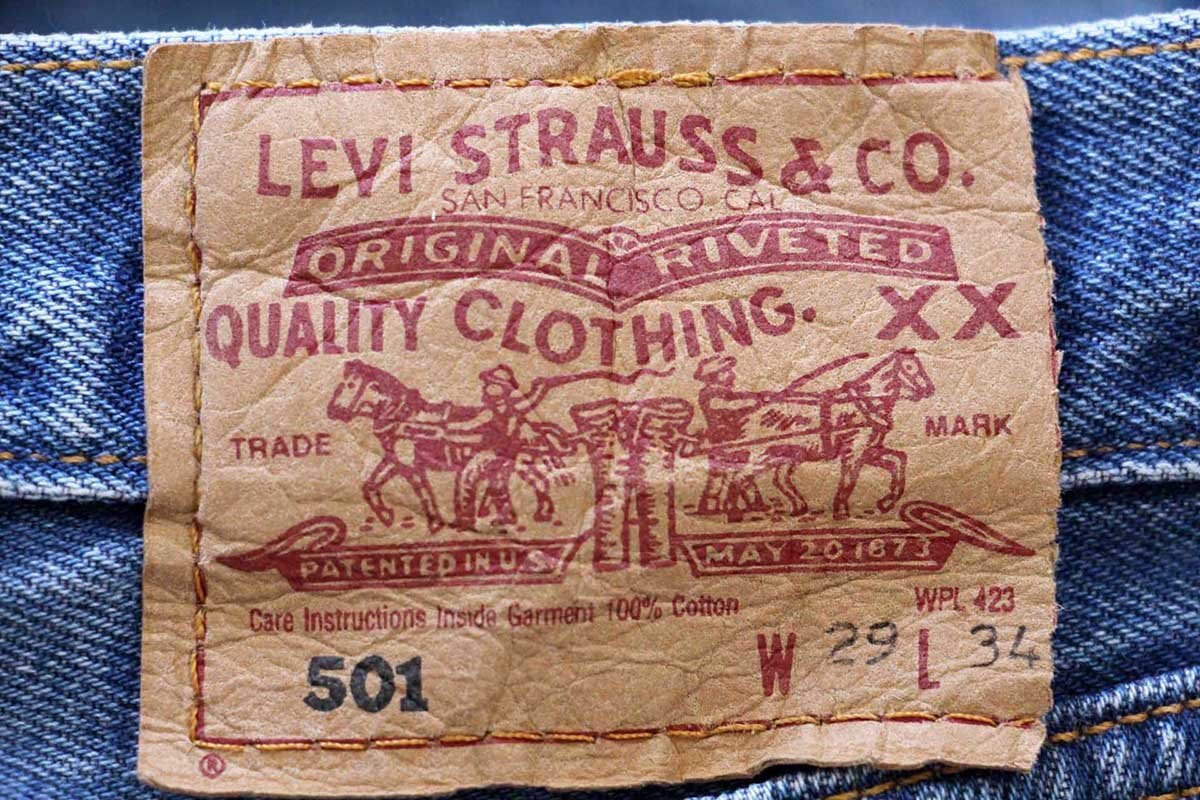 LEVI STRAUSS & CO.
SAN FRANCISCO. CAL
ORIGINAL RIVETED
QUALITY CLOTHING. XX
TRADE MARK
PATENTED IN U.S. MAY 20 1873
Care Instructions Inside Garment 100% Cotton WPL 423
501 W 29 L 34
®